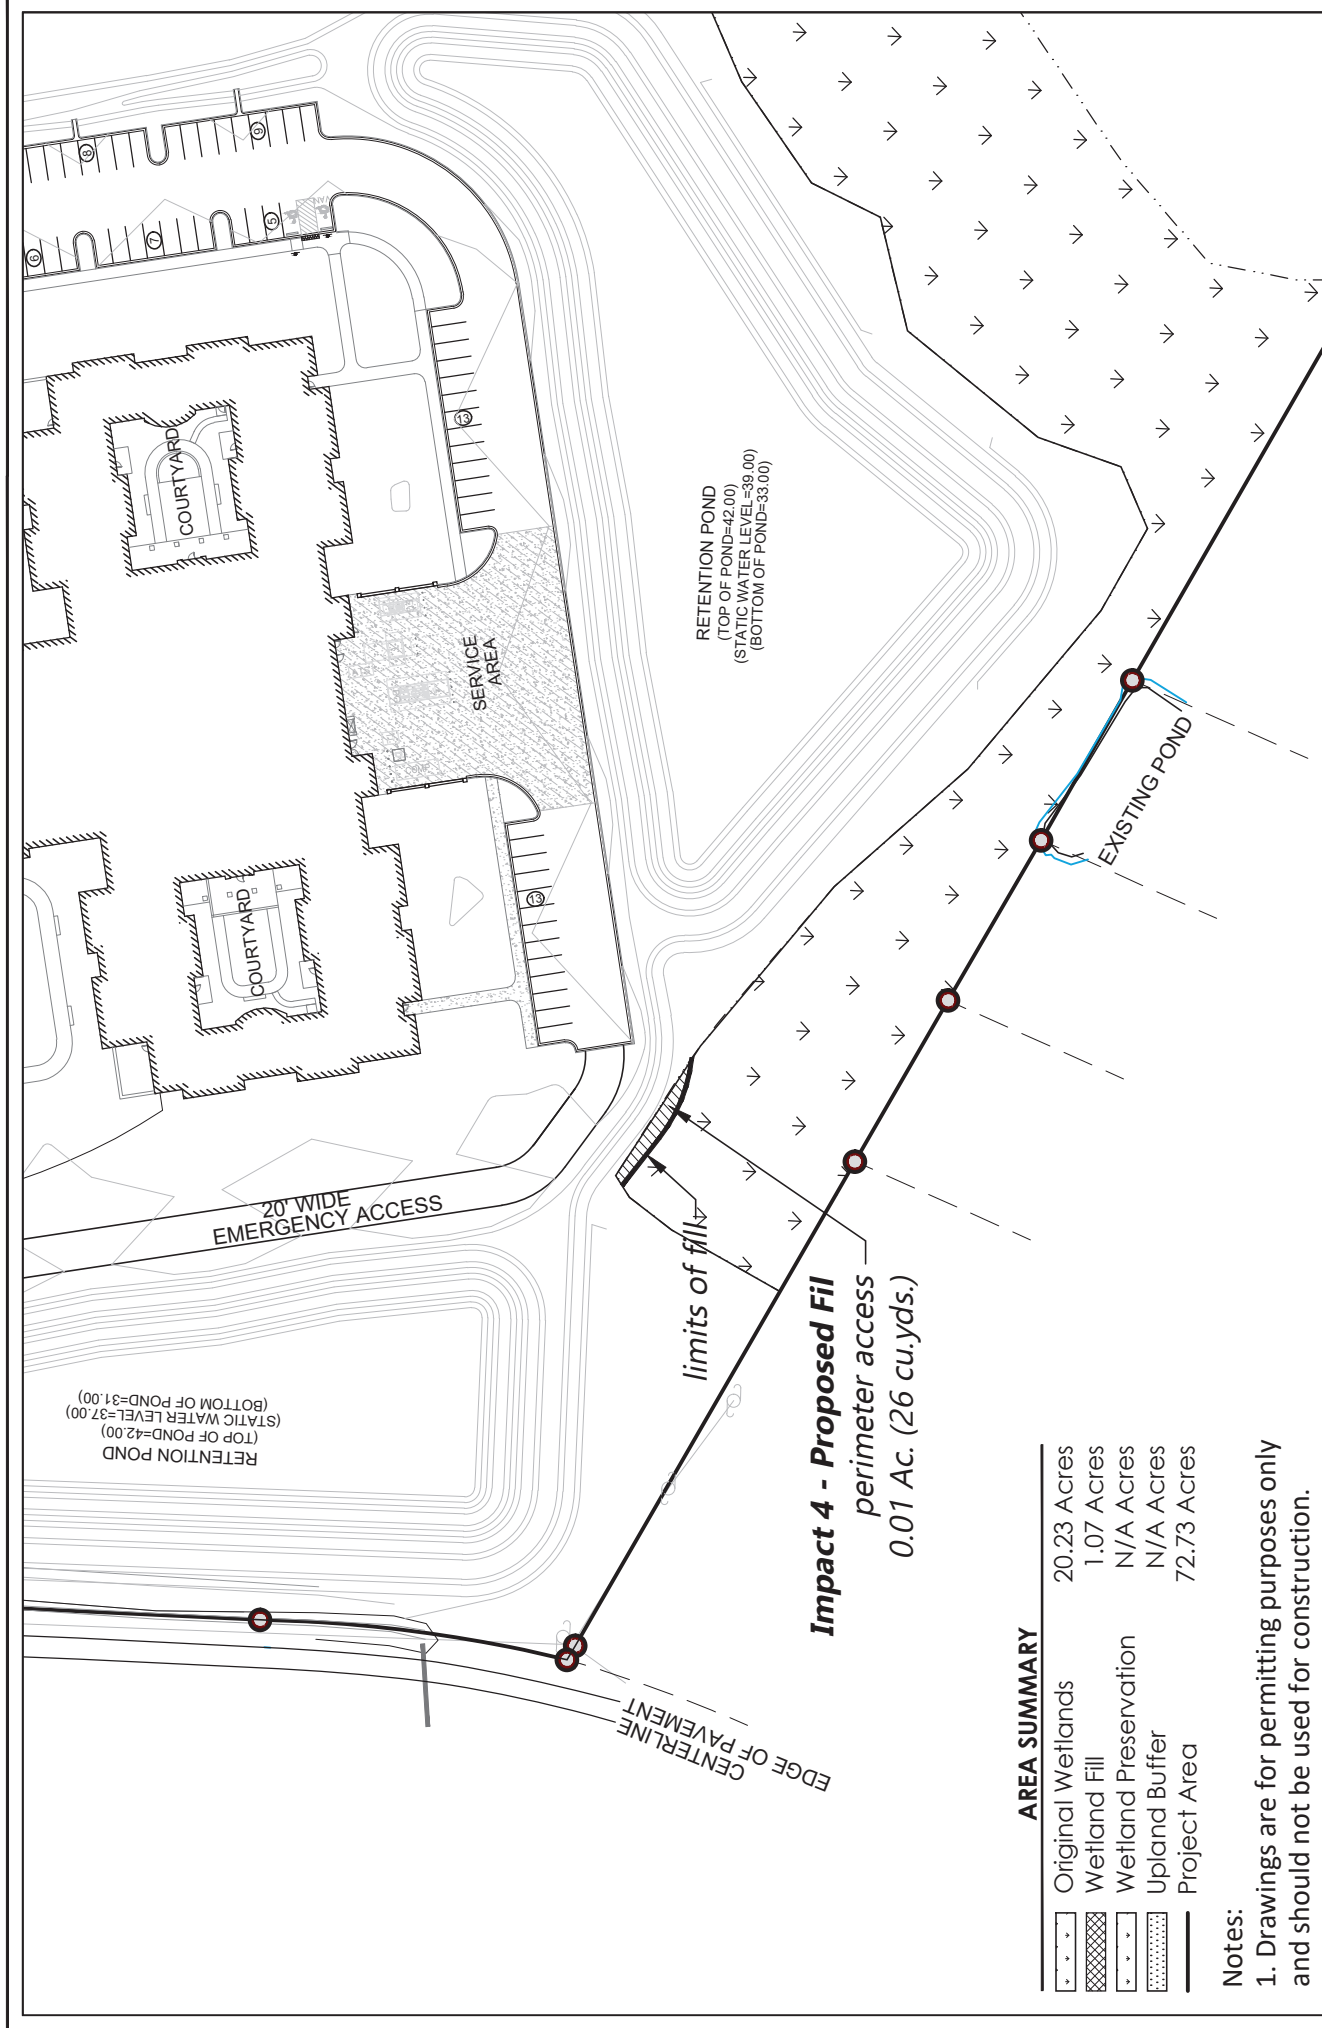 8
9
6
7
5
VAN
COURTYARD
13
RETENTION POND
(TOP OF POND=42.00)
(STATIC WATER LEVEL=39.00)
(BOTTOM OF POND=33.00)
SERVICE
AREA
COURTYARD
13
EXISTING POND
20' WIDE
EMERGENCY ACCESS
limits of fill
Impact 4 - Proposed Fil
perimeter access
0.01 Ac. (26 cu.yds.)
RETENTION POND
(TOP OF POND=42.00)
(STATIC WATER LEVEL=37.00)
(BOTTOM OF POND=31.00)
CENTERLINE
EDGE OF PAVEMENT
AREA SUMMARY
Original Wetlands 20.23 Acres
Wetland Fill 1.07 Acres
Wetland Preservation N/A Acres
Upland Buffer N/A Acres
Project Area 72.73 Acres
Notes:
1. Drawings are for permitting purposes only
and should not be used for construction.